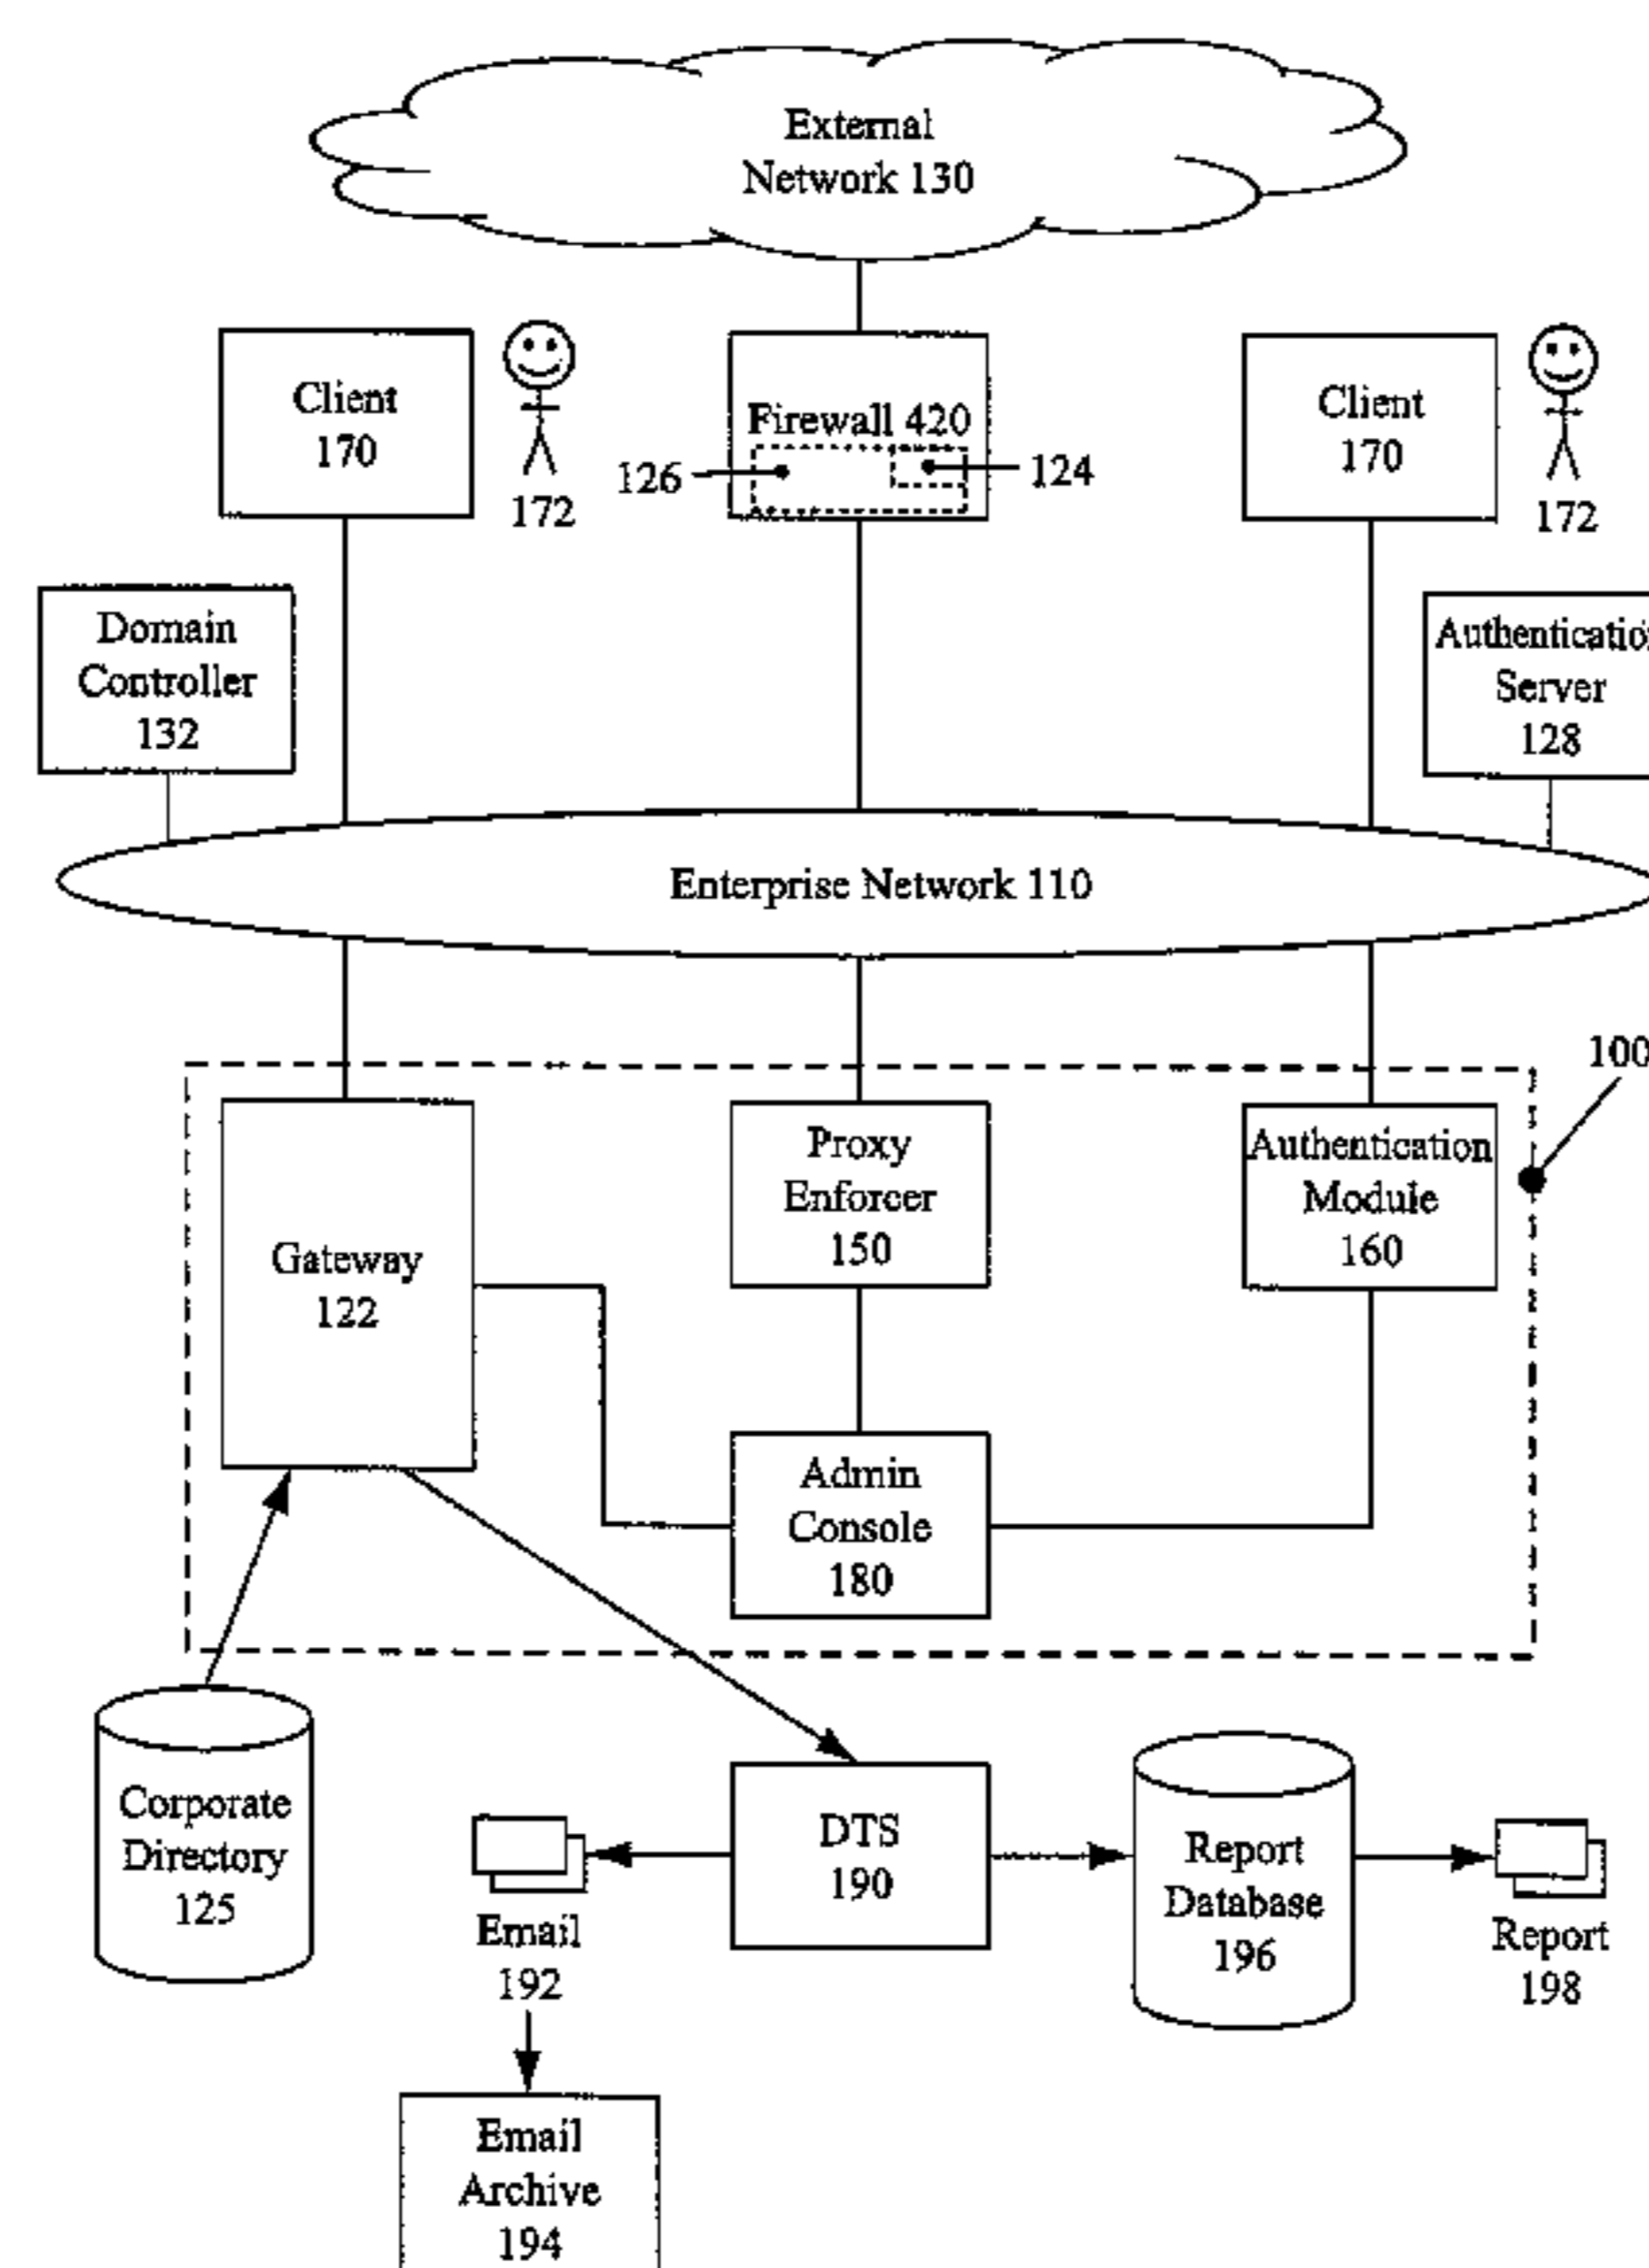 External
Network 130
Client
170
172
Firewall 420
126
124
Client
170
172
Domain
Controller
132
Authentication
Server
128
Enterprise Network 110
100
Gateway
122
Proxy
Enforcer
150
Authentication
Module
160
Admin
Console
180
Corporate
Directory
125
Email
192
DTS
190
Report
Database
196
Report
198
Email
Archive
194